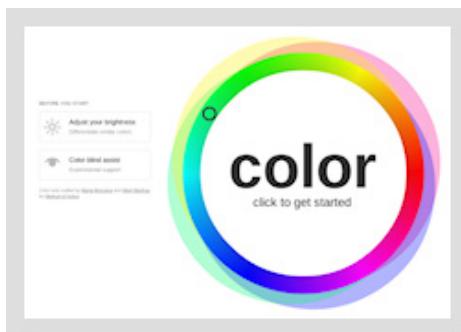 BEFORE YOU START
Adjust your brightness
Differentiate similar colors
Color blind assist
Experimental support
color
click to get started